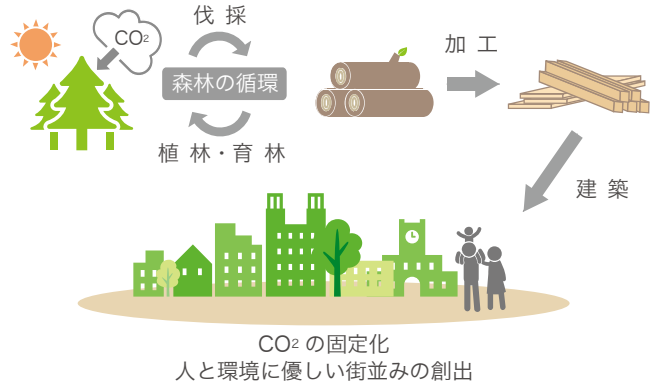 伐採
CO²
加工
森林の循環
植林・育林
建築
CO² の固定化
人と環境に優しい街並みの創出